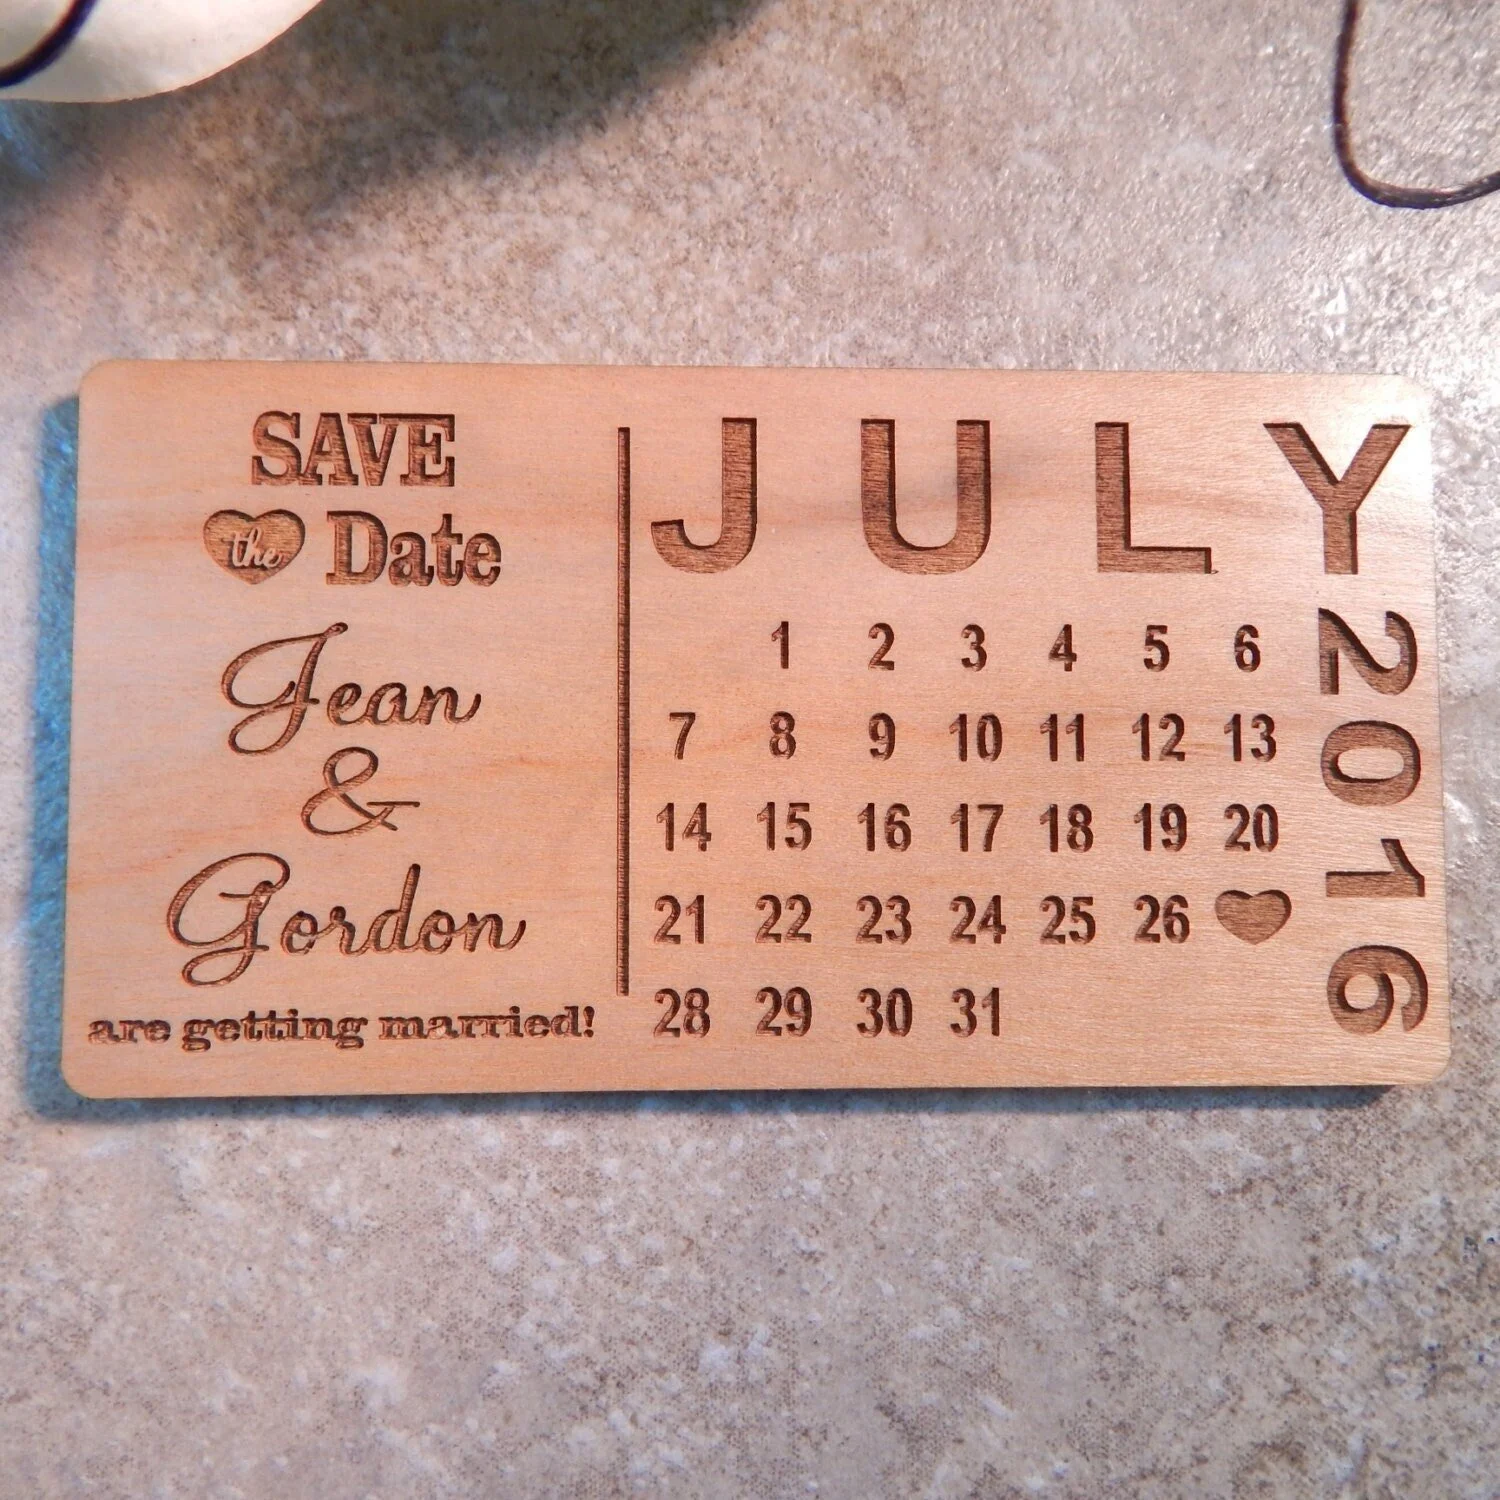 SAVE
the Date
Jean
&
Gordon
are getting married!
JULY
1 2 3 4 5 6
7 8 9 10 11 12 13
14 15 16 17 18 19 20
21 22 23 24 25 26
28 29 30 31
2016